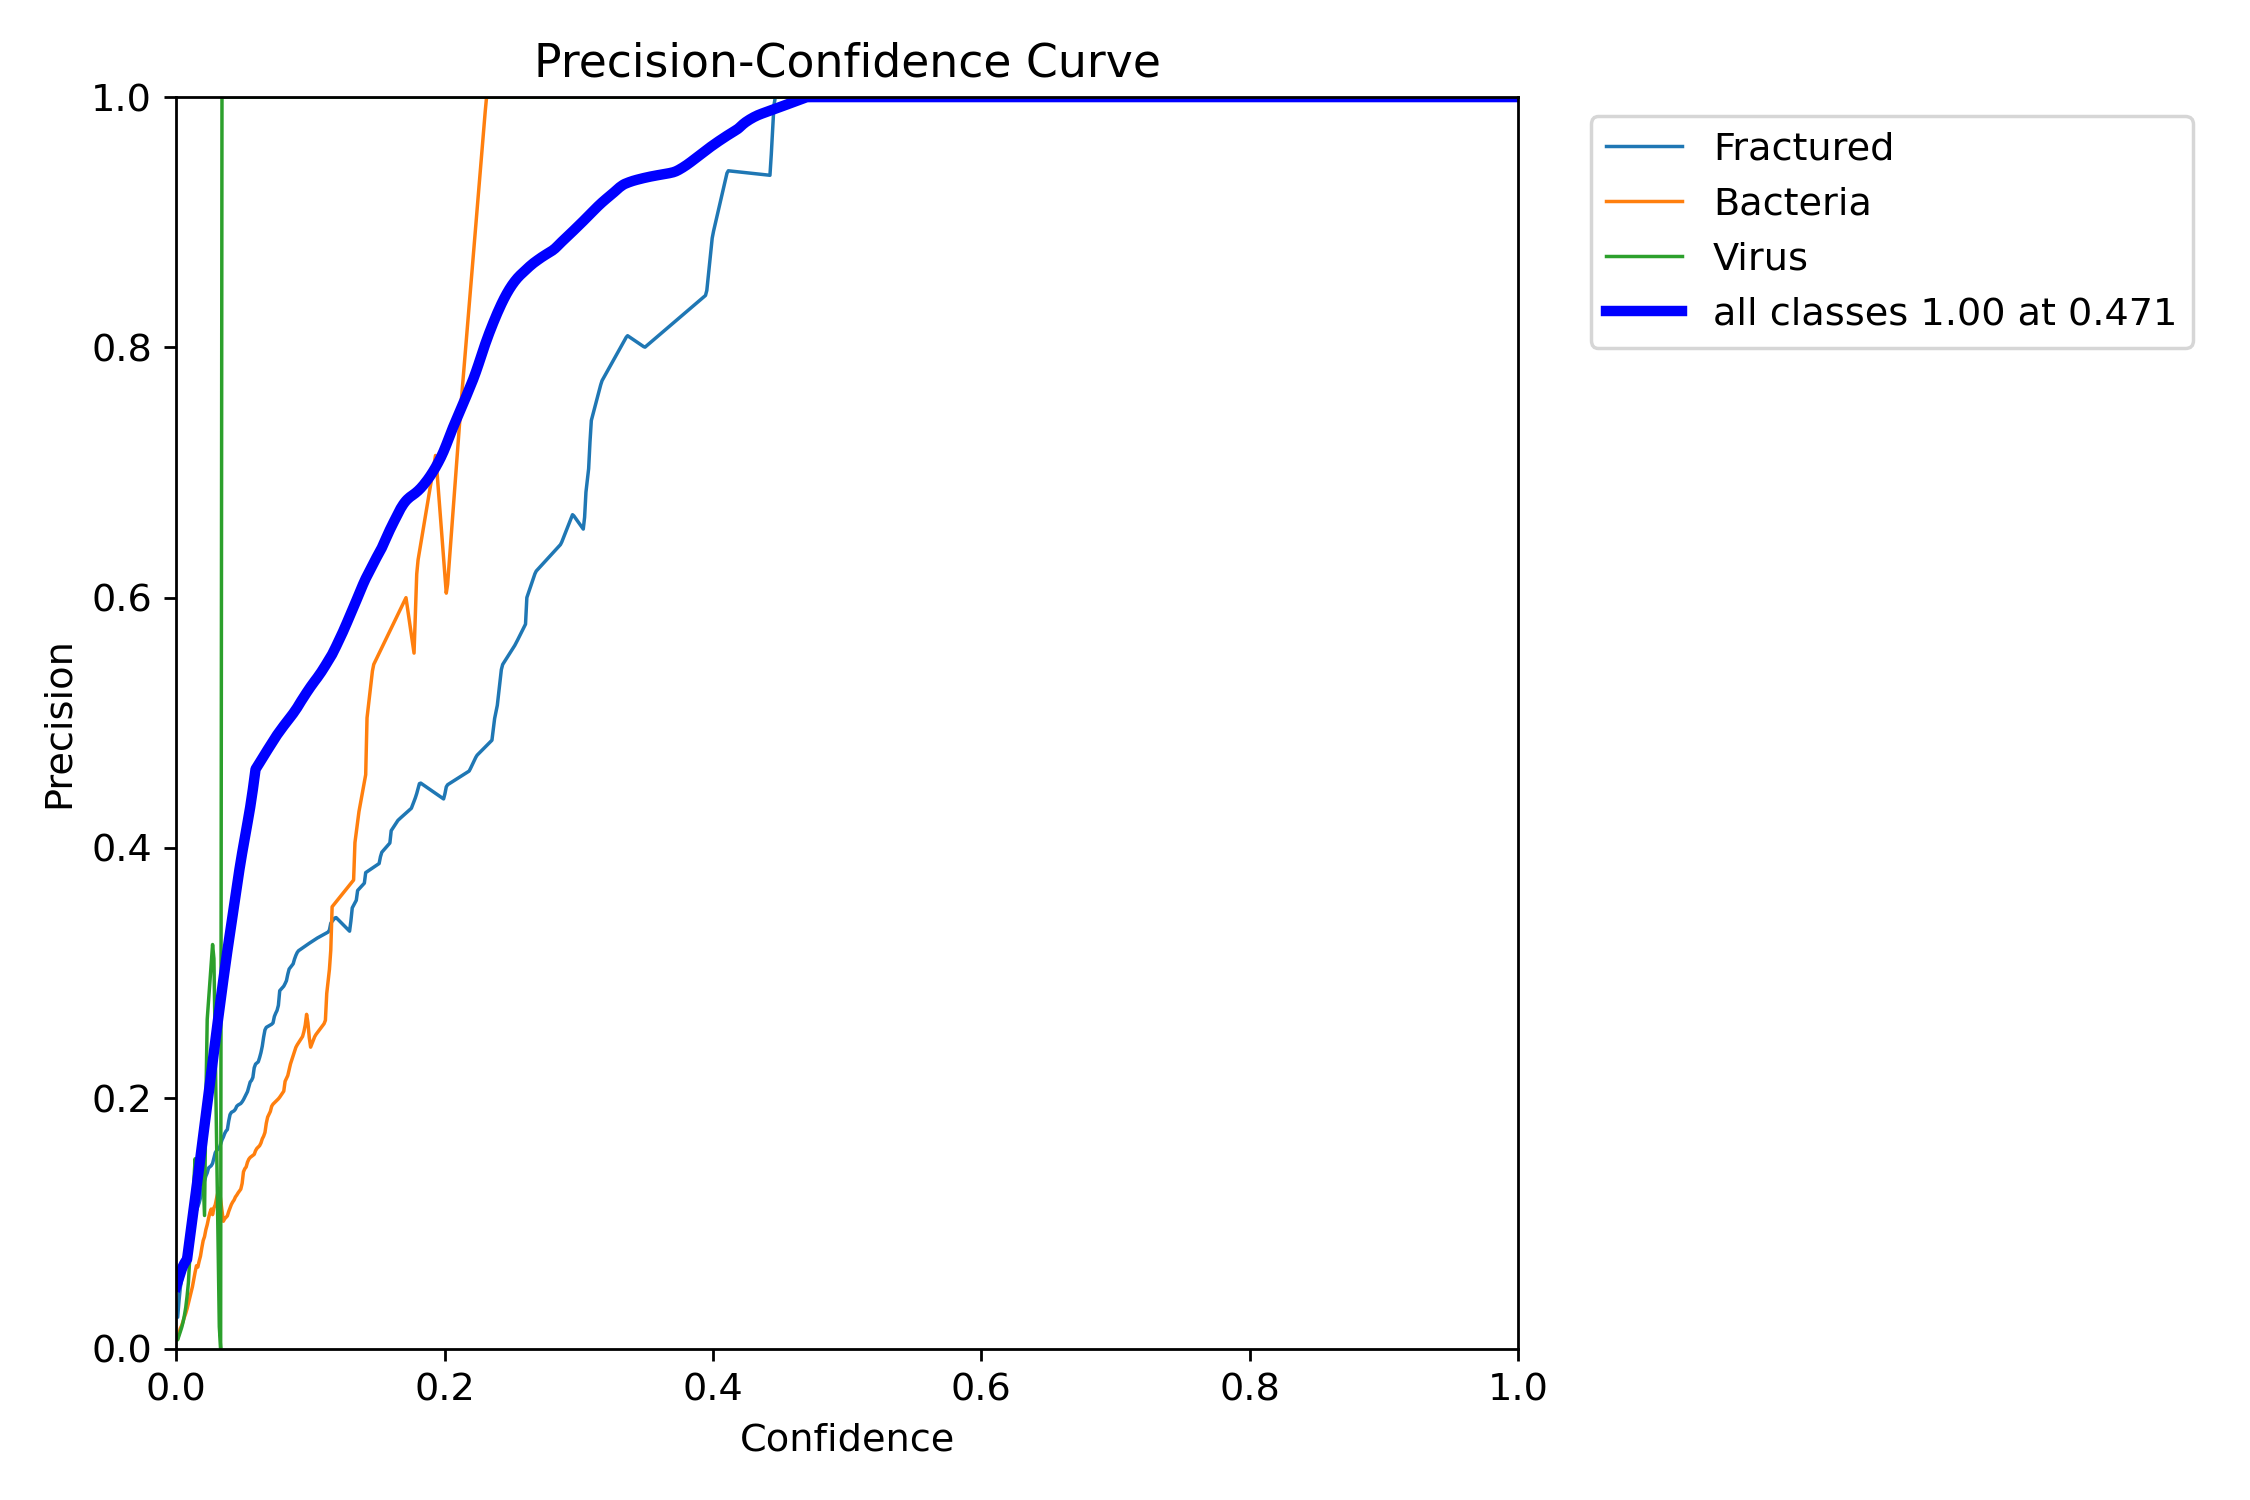 Precision-Confidence Curve
1.0
0.8
0.6
0.4
0.2
0.0
Precision
0.0 0.2 0.4 0.6 0.8 1.0
Confidence
Fractured
Bacteria
Virus
all classes 1.00 at 0.471